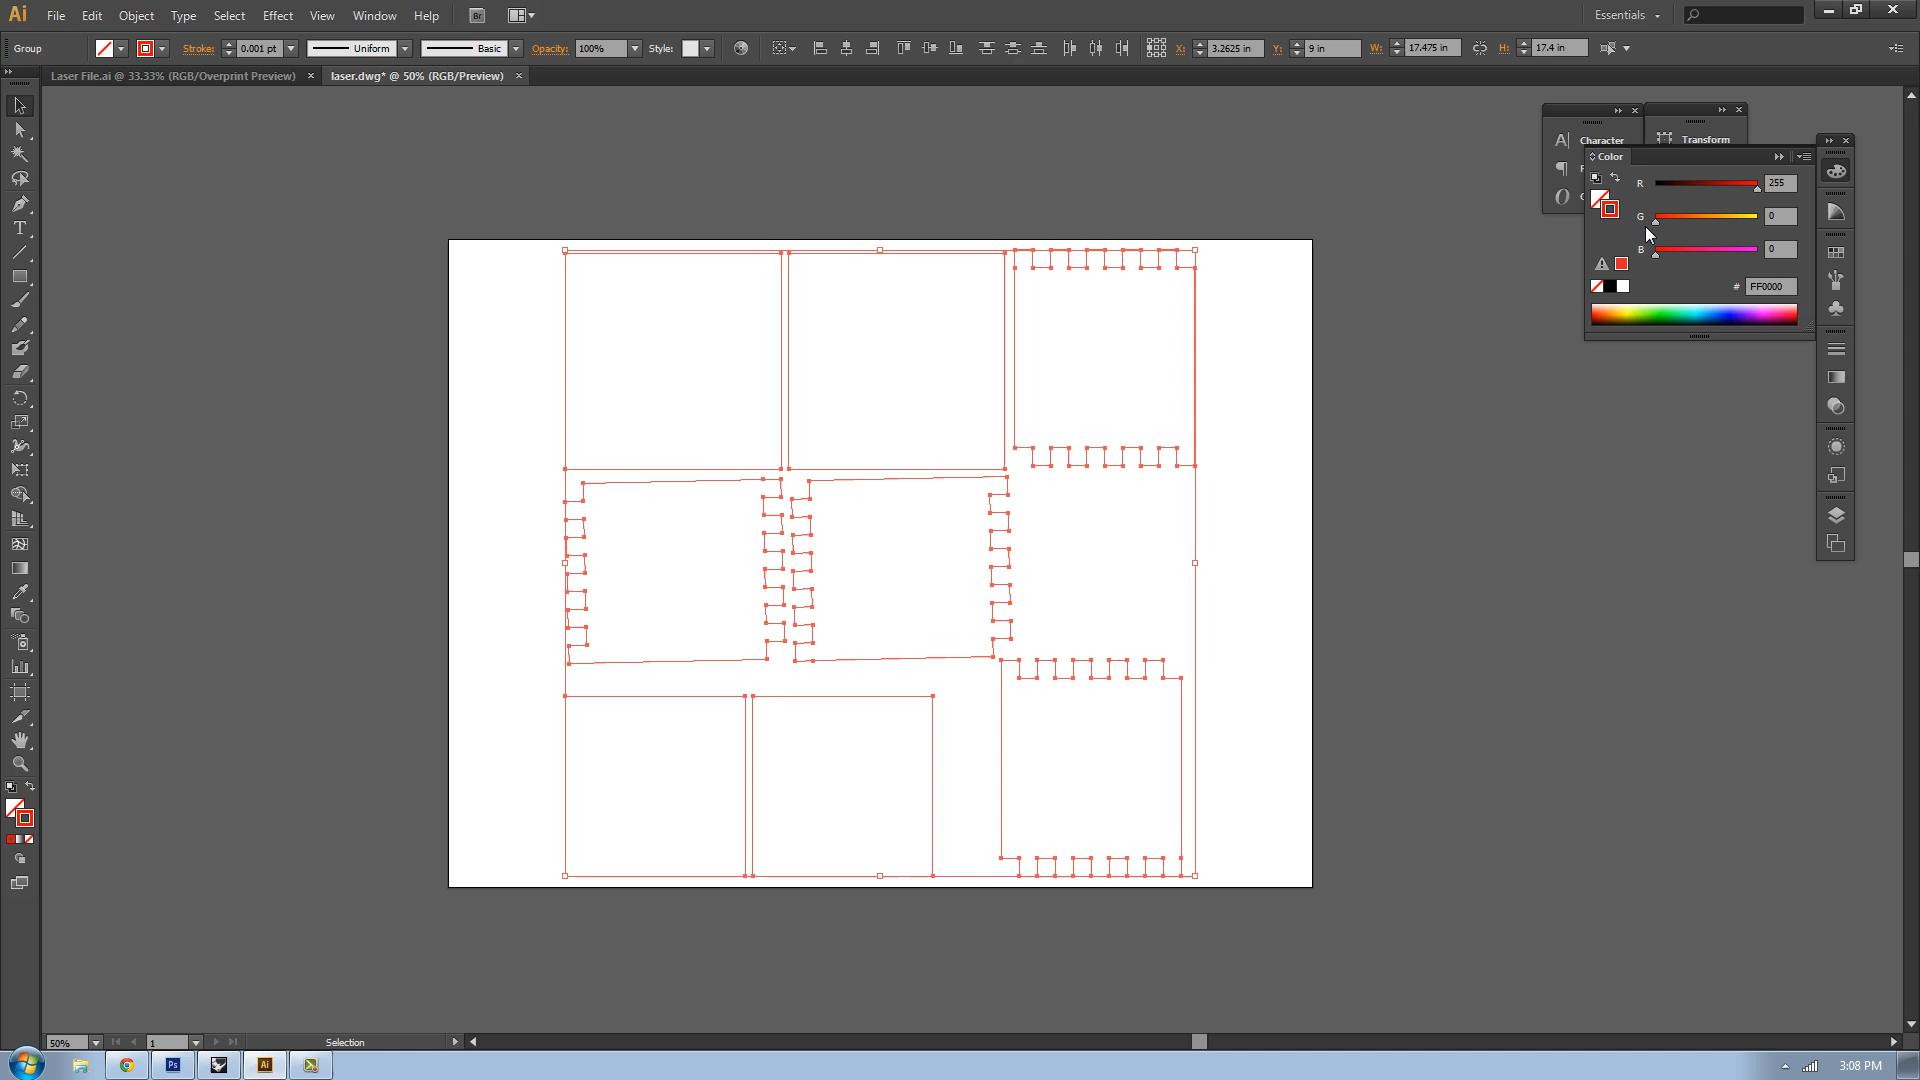 Ai File Edit Object Type Select Effect View Window Help Br Essentials
Group Stroke: 0.001 pt Uniform Basic Opacity: 100% Style: X: 3.2625 in Y: 9 in W: 17.475 in H: 17.4 in
Laser File.ai @ 33.33% (RGB/Overprint Preview) × laser.dwg* @ 50% (RGB/Preview) ×
Character Transform
Color
R 255
G 0
B 0
# FF0000
50% 1 Selection
Ps Ai 3:08 PM